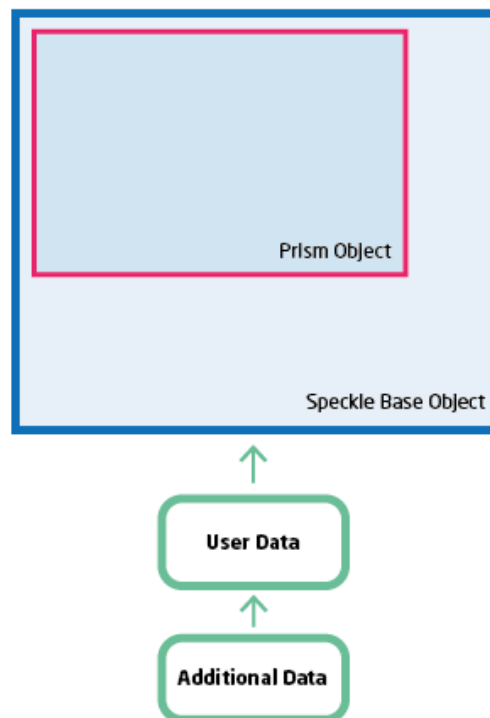 Prism Object
Speckle Base Object
User Data
Additional Data